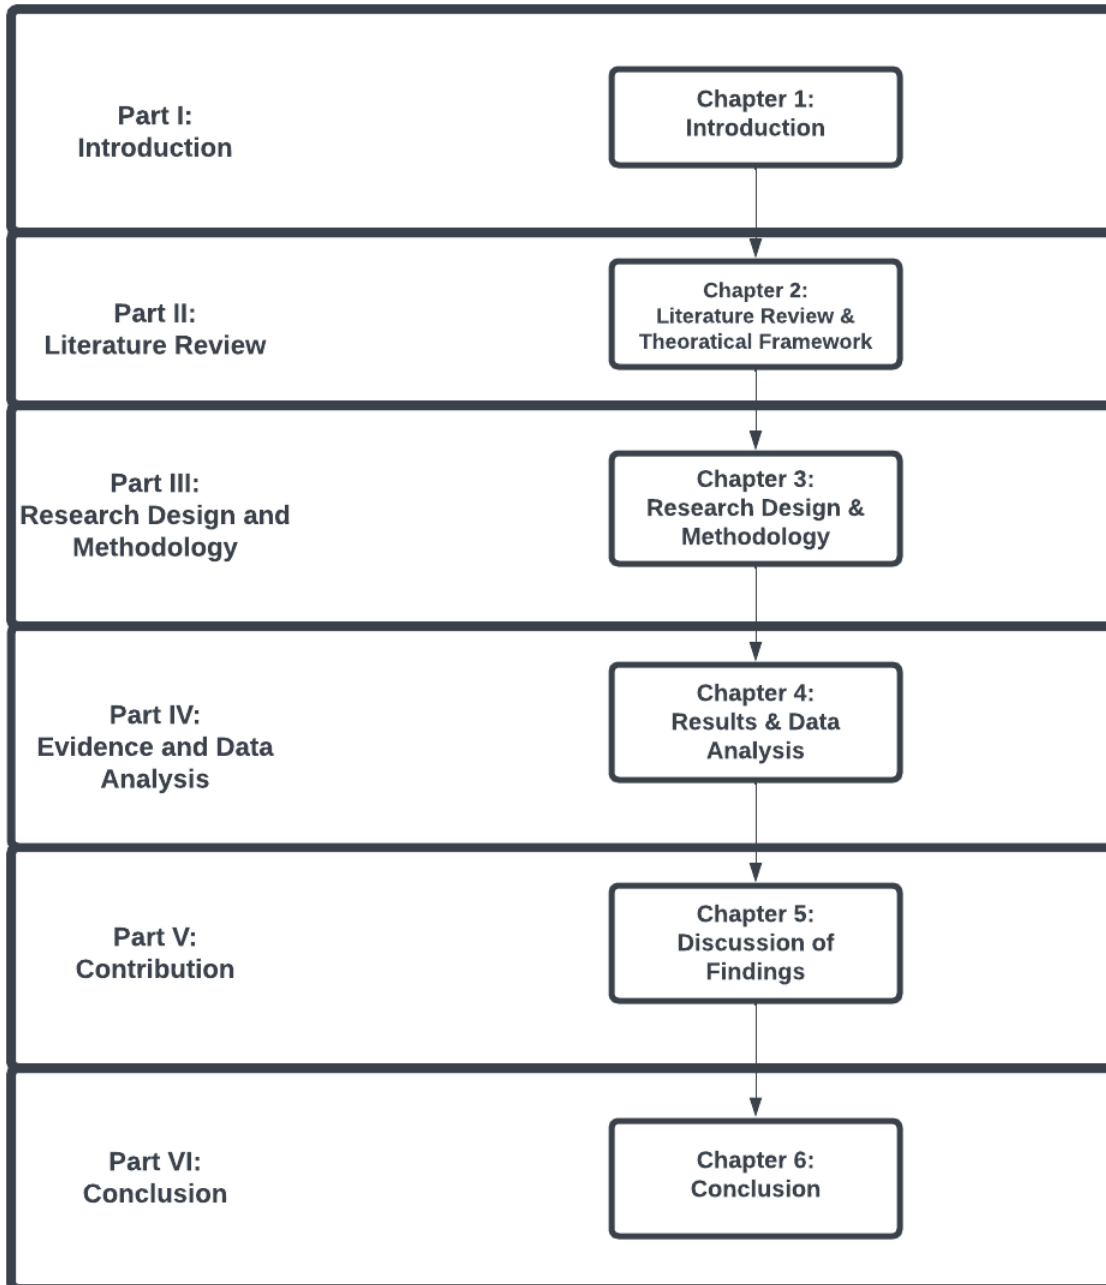 Part I:
Introduction
Chapter 1:
Introduction
Part II:
Literature Review
Chapter 2:
Literature Review &
Theoratical Framework
Part III:
Research Design and
Methodology
Chapter 3:
Research Design &
Methodology
Part IV:
Evidence and Data
Analysis
Chapter 4:
Results & Data
Analysis
Part V:
Contribution
Chapter 5:
Discussion of
Findings
Part VI:
Conclusion
Chapter 6:
Conclusion